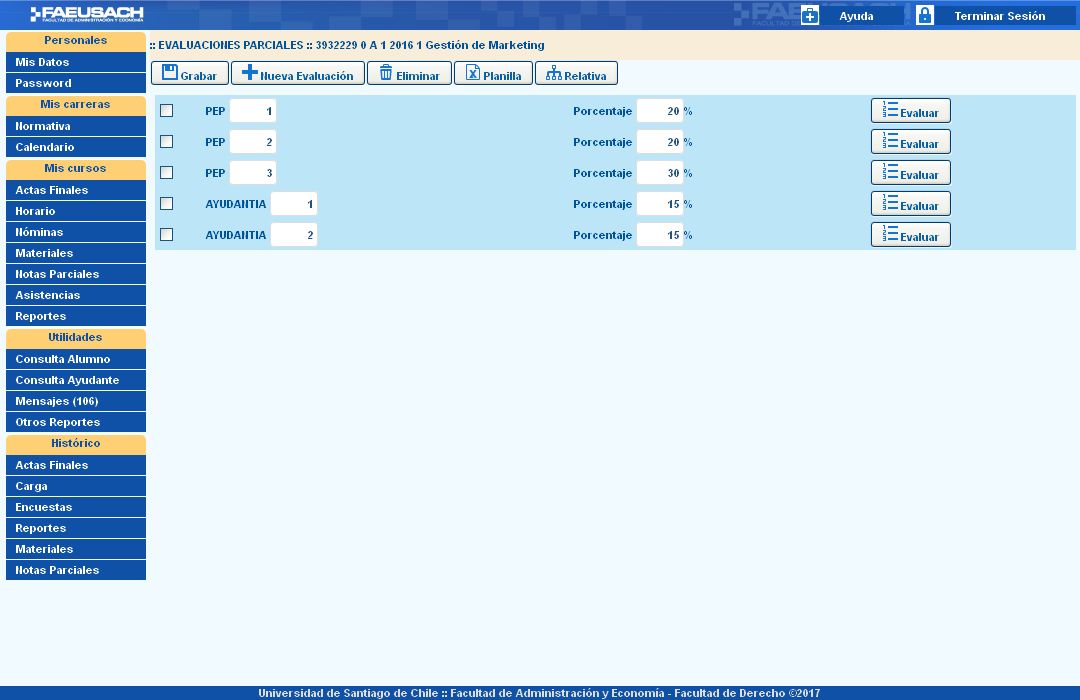 FAEUSACH
FACULTAD DE ADMINISTRACIÓN Y ECONOMÍA
Ayuda
Terminar Sesión
Personales
Mis Datos
Password
Mis carreras
Normativa
Calendario
Mis cursos
Actas Finales
Horario
Nóminas
Materiales
Notas Parciales
Asistencias
Reportes
Utilidades
Consulta Alumno
Consulta Ayudante
Mensajes (106)
Otros Reportes
Histórico
Actas Finales
Carga
Encuestas
Reportes
Materiales
Notas Parciales
:: EVALUACIONES PARCIALES :: 3932229 0 A 1 2016 1 Gestión de Marketing
Grabar Nueva Evaluación Eliminar Planilla Relativa
PEP 1 Porcentaje 20 % Evaluar
PEP 2 Porcentaje 20 % Evaluar
PEP 3 Porcentaje 30 % Evaluar
AYUDANTIA 1 Porcentaje 15 % Evaluar
AYUDANTIA 2 Porcentaje 15 % Evaluar
Universidad de Santiago de Chile :: Facultad de Administración y Economía - Facultad de Derecho ©2017